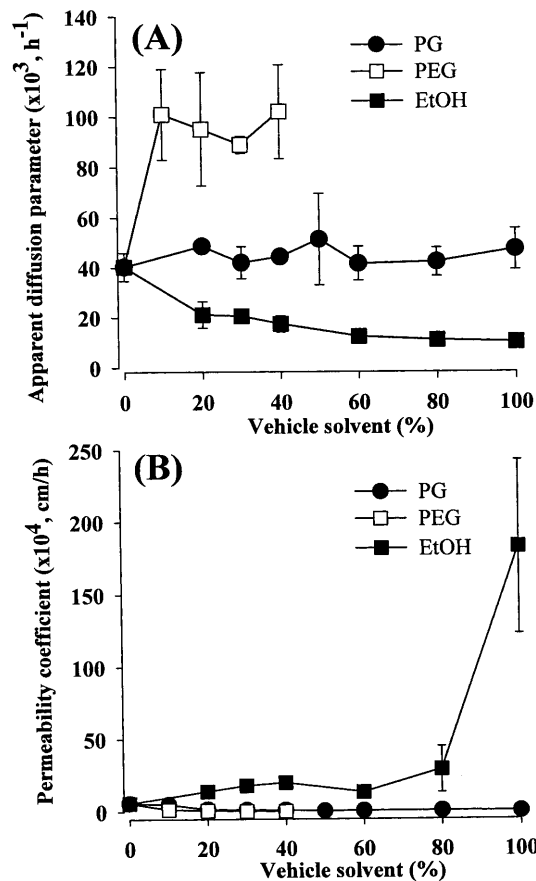 (A)
PG
PEG
EtOH
Apparent diffusion parameter (x10³, h⁻¹)
140
120
100
80
60
40
20
0
0 20 40 60 80 100
Vehicle solvent (%)
(B)
PG
PEG
EtOH
Permeability coefficient (x10⁴, cm/h)
250
200
150
100
50
0
0 20 40 60 80 100
Vehicle solvent (%)